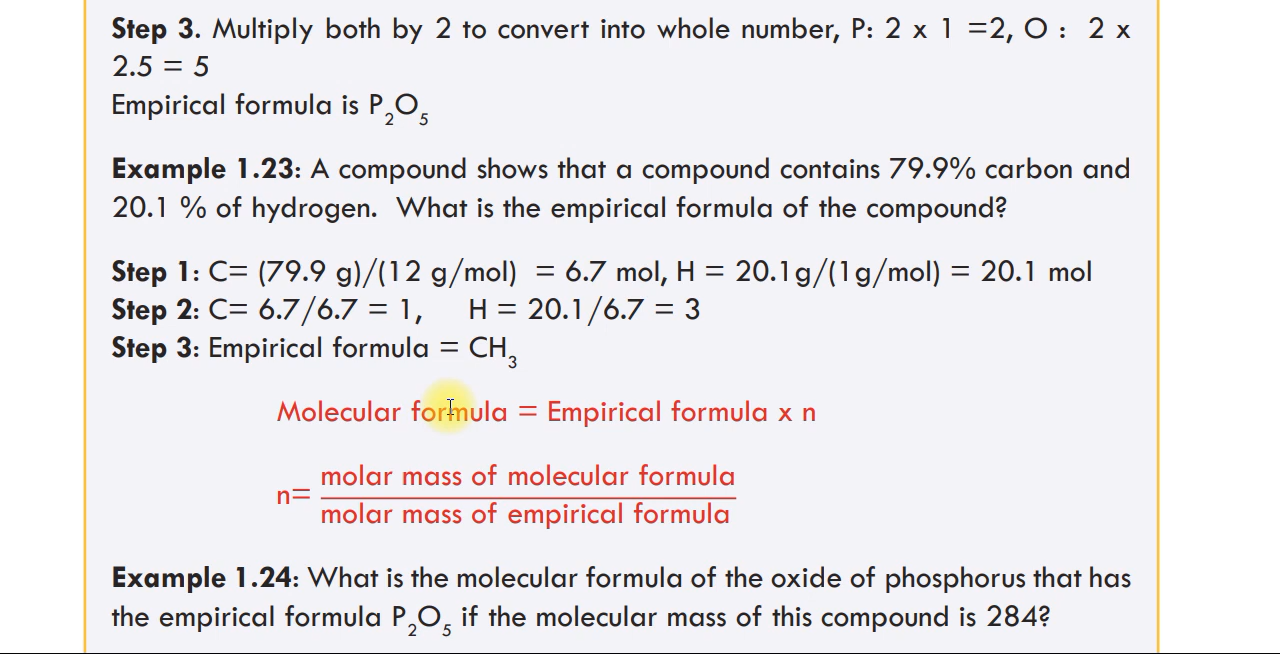 Step 3. Multiply both by 2 to convert into whole number, P: 2 x 1 =2, O : 2 x
2.5 = 5
Empirical formula is P₂O₅
Example 1.23: A compound shows that a compound contains 79.9% carbon and
20.1 % of hydrogen. What is the empirical formula of the compound?
Step 1: C= (79.9 g)/(12 g/mol) = 6.7 mol, H = 20.1g/(1g/mol) = 20.1 mol
Step 2: C= 6.7/6.7 = 1, H = 20.1/6.7 = 3
Step 3: Empirical formula = CH₃
Molecular formula = Empirical formula x n
n= molar mass of molecular formula
molar mass of empirical formula
Example 1.24: What is the molecular formula of the oxide of phosphorus that has
the empirical formula P₂O₅ if the molecular mass of this compound is 284?